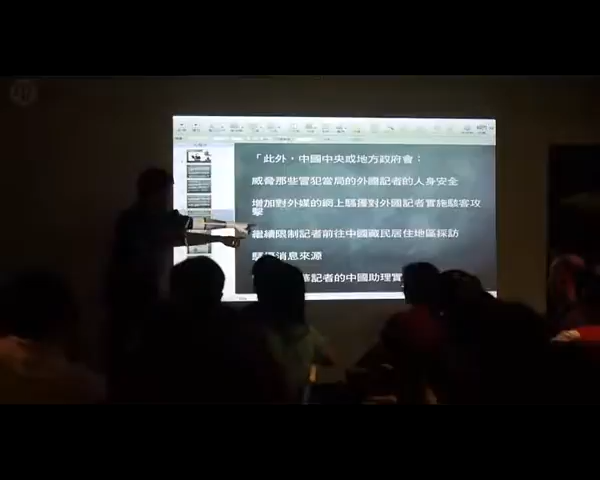 「此外，中國中央或地方政府會：
威脅那些冒犯當局的外國記者的人身安全
增加對外媒的網上騷擾對外國記者實施駭客攻
擊
繼續限制記者前往中國藏民居住地區採訪
消息來源
記者的中國助理